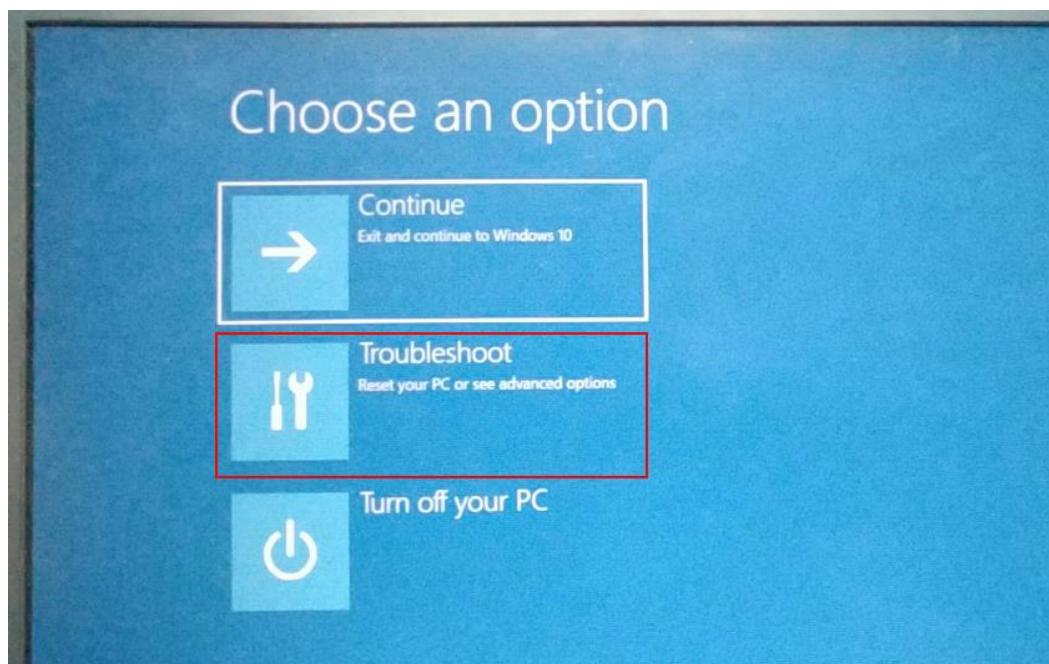 Choose an option
Continue
Exit and continue to Windows 10
Troubleshoot
Reset your PC or see advanced options
Turn off your PC